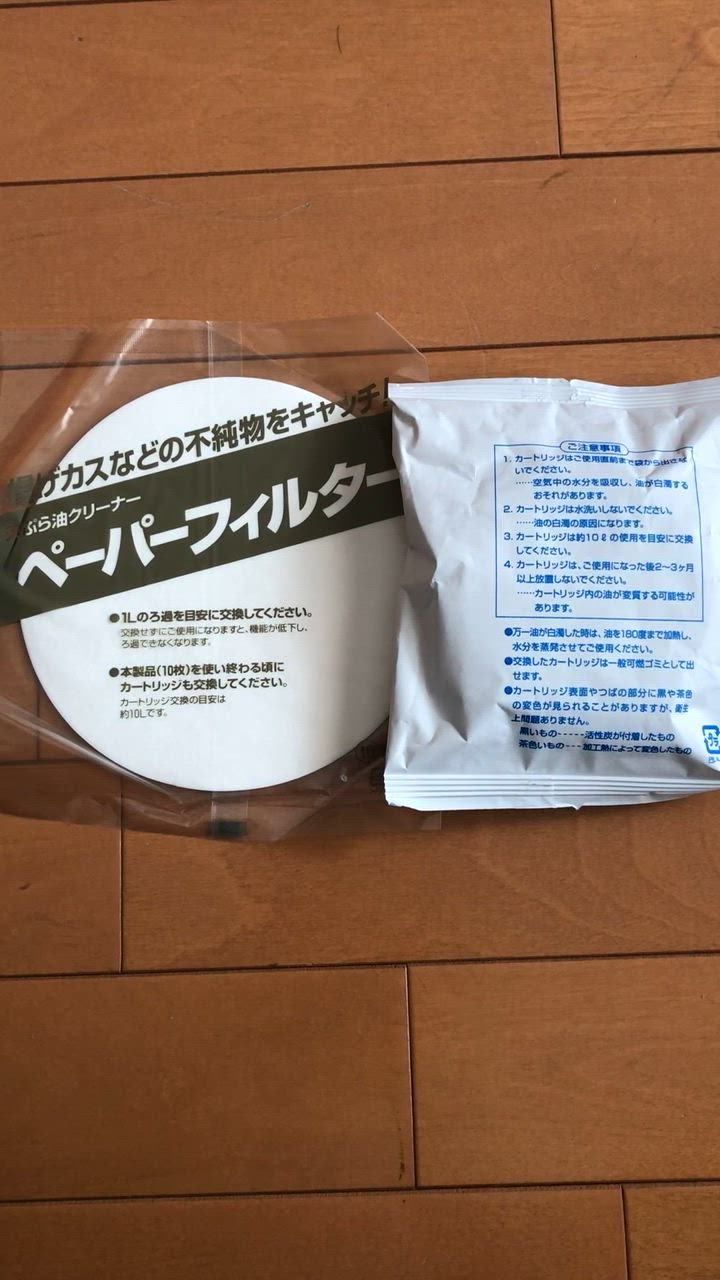 げカスなどの不純物をキャッチ!
ぷら油クリーナー
ペーパーフィルター
●1Lのろ過を目安に交換してください。
交換せずにご使用になりますと、機能が低下し、
ろ過できなくなります。
●本製品(10枚)を使い終わる頃に
カートリッジも交換してください。
カートリッジ交換の目安は
約10Lです。
ご注意事項
1. カートリッジはご使用直前まで袋から出さな
いでください。
……空気中の水分を吸収し、油が白濁する
おそれがあります。
2. カートリッジは水洗いしないでください。
……油の白濁の原因になります。
3. カートリッジは約10ℓの使用を目安に交換
してください。
4. カートリッジは、ご使用になった後2〜3ヶ月
以上放置しないでください。
……カートリッジ内の油が変質する可能性が
あります。
●万一油が白濁した時は、油を180度まで加熱し、
水分を蒸発させてご使用ください。
●交換したカートリッジは一般可燃ゴミとして出
せます。
●カートリッジ表面やつばの部分に黒や茶色
の変色が見られることがありますが、衛生
上問題ありません。
黒いもの-----活性炭が付着したもの
茶色いもの---加工熱によって変色したもの
プラ